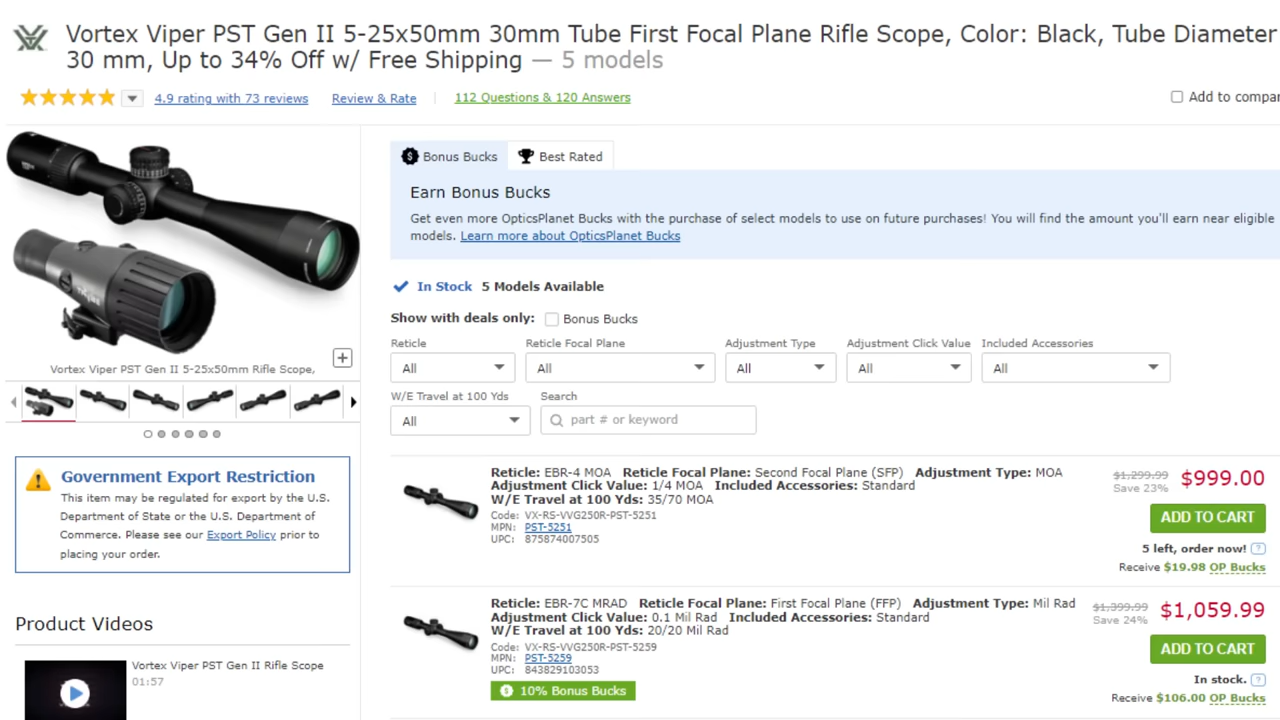 Vortex Viper PST Gen II 5-25x50mm 30mm Tube First Focal Plane Rifle Scope, Color: Black, Tube Diameter
30 mm, Up to 34% Off w/ Free Shipping — 5 models
4.9 rating with 73 reviews
Review & Rate
112 Questions & 120 Answers
Add to compar
Vortex Viper PST Gen II 5-25x50mm Rifle Scope,
Government Export Restriction
This item may be regulated for export by the U.S.
Department of State or the U.S. Department of
Commerce. Please see our Export Policy prior to
placing your order.
Product Videos
Vortex Viper PST Gen II Rifle Scope
01:57
Bonus Bucks
Best Rated
Earn Bonus Bucks
Get even more OpticsPlanet Bucks with the purchase of select models to use on future purchases! You will find the amount you'll earn near eligible
models. Learn more about OpticsPlanet Bucks
In Stock 5 Models Available
Show with deals only: Bonus Bucks
Reticle
All
Reticle Focal Plane
All
Adjustment Type
All
Adjustment Click Value
All
Included Accessories
All
W/E Travel at 100 Yds
All
Search
part # or keyword
Reticle: EBR-4 MOA Reticle Focal Plane: Second Focal Plane (SFP) Adjustment Type: MOA
Adjustment Click Value: 1/4 MOA Included Accessories: Standard
W/E Travel at 100 Yds: 35/70 MOA
Code: VX-RS-VVG250R-PST-5251
MPN: PST-5251
UPC: 875874007505
$1,299.99
Save 23%
$999.00
ADD TO CART
5 left, order now! ?
Receive $19.98 OP Bucks
Reticle: EBR-7C MRAD Reticle Focal Plane: First Focal Plane (FFP) Adjustment Type: Mil Rad
Adjustment Click Value: 0.1 Mil Rad Included Accessories: Standard
W/E Travel at 100 Yds: 20/20 Mil Rad
Code: VX-RS-VVG250R-PST-5259
MPN: PST-5259
UPC: 843829103053
10% Bonus Bucks
$1,399.99
Save 24%
$1,059.99
ADD TO CART
In stock. ?
Receive $106.00 OP Bucks